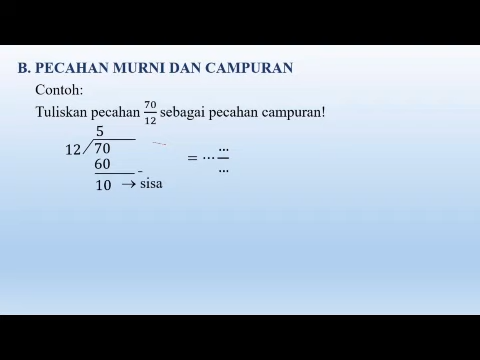 B. PECAHAN MURNI DAN CAMPURAN
Contoh:
Tuliskan pecahan 70/12 sebagai pecahan campuran!
5
12 70
60 -
10 → sisa
= ⋯ ⋯/⋯